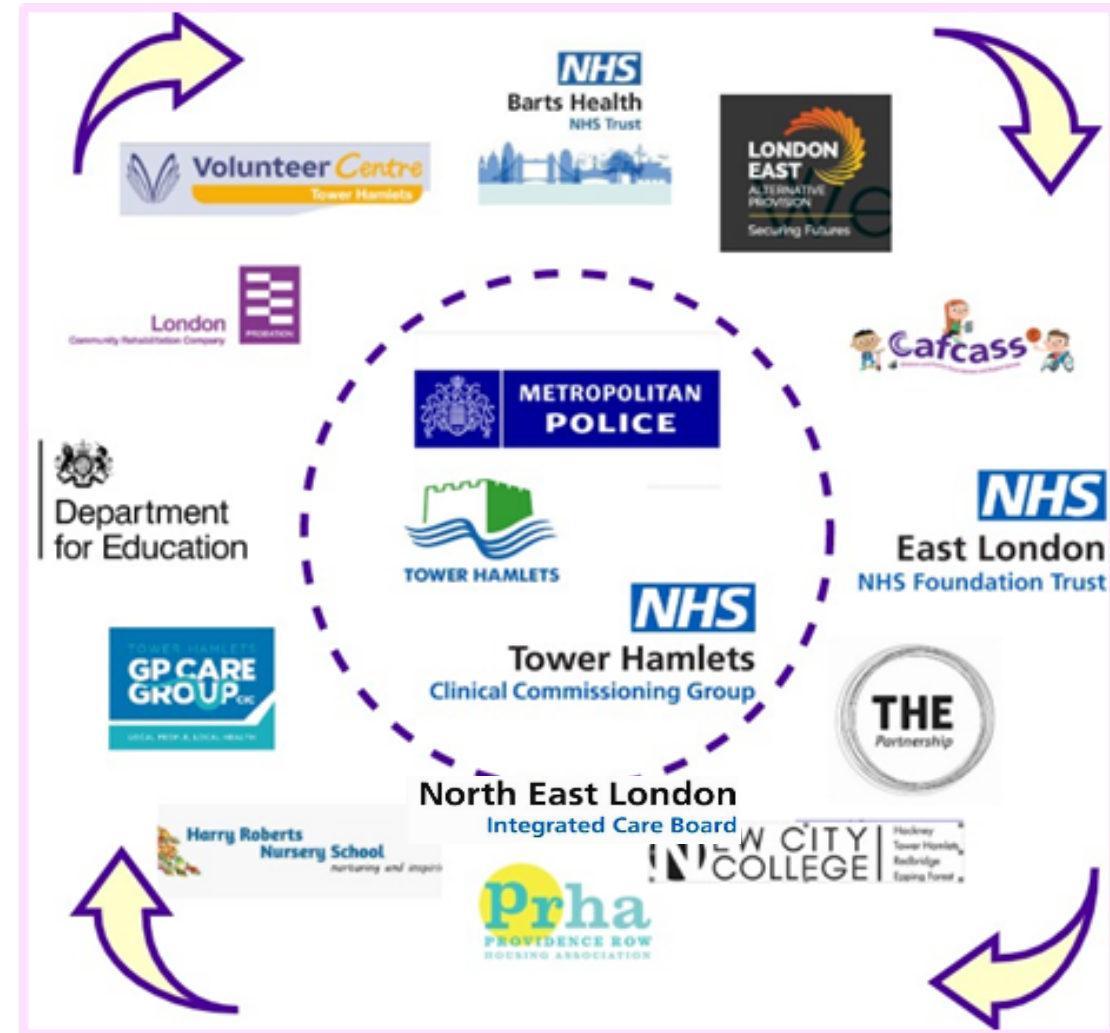 NHS
Barts Health
NHS Trust
Volunteer Centre
Tower Hamlets
LONDON
EAST
ALTERNATIVE
PROVISION
we
Securing Futures
London
Community Rehabilitation Company
PROBATION
Cafcass
METROPOLITAN
POLICE
Department
for Education
TOWER HAMLETS
NHS
East London
NHS Foundation Trust
NHS
Tower Hamlets
Clinical Commissioning Group
TOWER HAMLETS
GP CARE
GROUP CIC
LOCAL PEOPLE, LOCAL HEALTH
THE
Partnership
North East London
Integrated Care Board
Harry Roberts
Nursery School
nurturing and inspiri
EW CITY
COLLEGE
Hackney
Tower Hamlets
Redbridge
Epping Forest
Prha
PROVIDENCE ROW
HOUSING ASSOCIATION